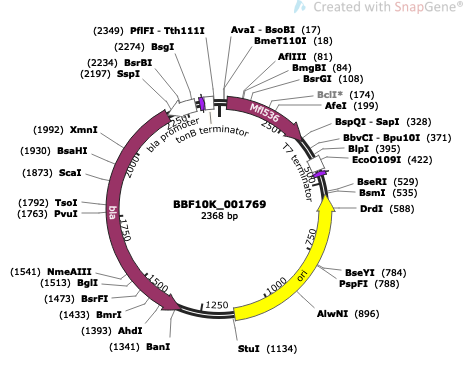 Created with SnapGene®
(2349) PflFI - Tth111I
(2274) BsgI
(2234) BsrBI
(2197) SspI
AvaI - BsoBI (17)
BmeT110I (18)
AflIII (81)
BmgBI (84)
BsrGI (108)
BclI* (174)
AfeI (199)
BspQI - SapI (328)
BbvCI - Bpu10I (371)
BlpI (395)
EcoO109I (422)
BseRI (529)
BsmI (535)
DrdI (588)
BseYI (784)
PspFI (788)
AlwNI (896)
StuI (1134)
(1992) XmnI
(1930) BsaHI
(1873) ScaI
(1792) TsoI
(1763) PvuI
(1541) NmeAIII
(1513) BglI
(1473) BsrFI
(1433) BmrI
(1393) AhdI
(1341) BanI
Mfl536
bla promoter
tonB terminator
T7 terminator
bla
ori
250
500
750
1000
1250
1500
1750
2000
2250
BBF10K_001769
2368 bp